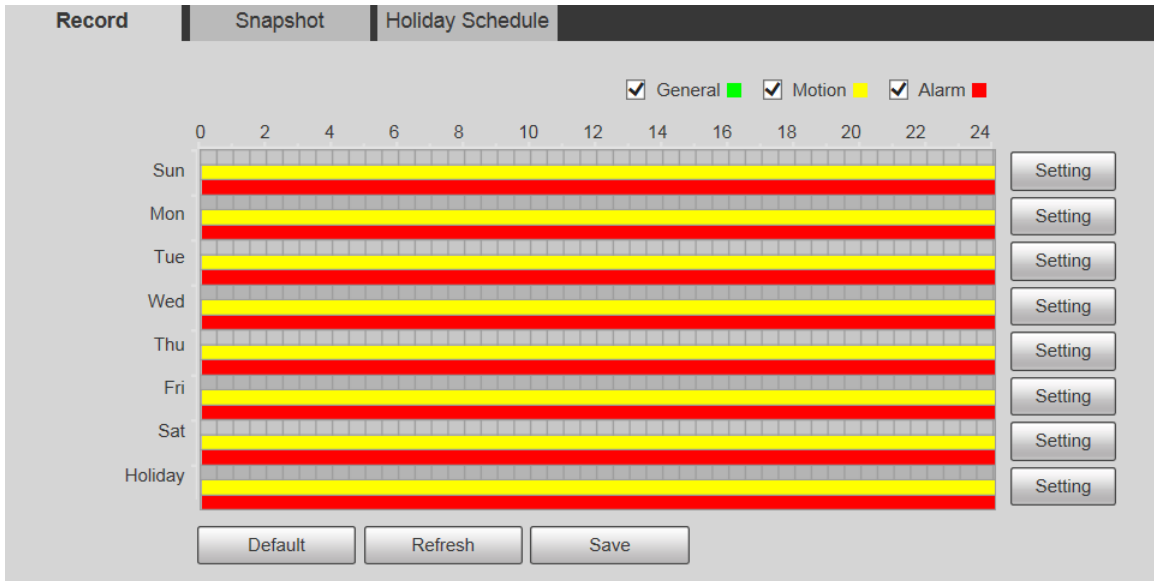 Record Snapshot Holiday Schedule
General Motion Alarm
0 2 4 6 8 10 12 14 16 18 20 22 24
Sun Setting
Mon Setting
Tue Setting
Wed Setting
Thu Setting
Fri Setting
Sat Setting
Holiday Setting
Default Refresh Save